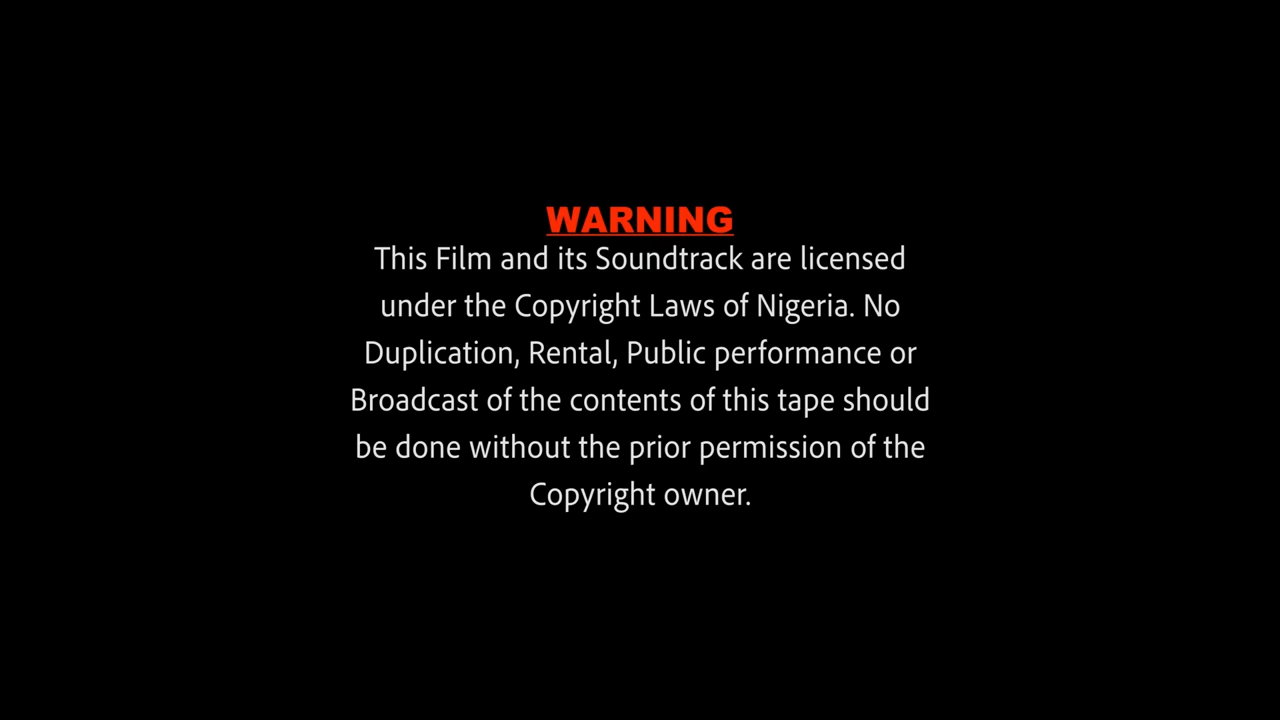 WARNING
This Film and its Soundtrack are licensed
under the Copyright Laws of Nigeria. No
Duplication, Rental, Public performance or
Broadcast of the contents of this tape should
be done without the prior permission of the
Copyright owner.